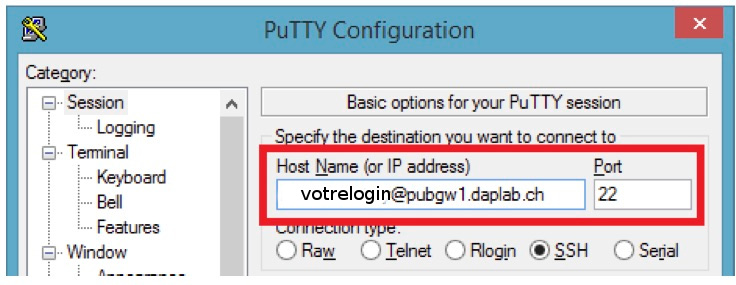 PuTTY Configuration
Category:
Session
Logging
Terminal
Keyboard
Bell
Features
Window
Appearance
Basic options for your PuTTY session
Specify the destination you want to connect to
Host Name (or IP address)
Port
votrelogin@pubgw1.daplab.ch
22
Connection type:
Raw
Telnet
Rlogin
SSH
Serial